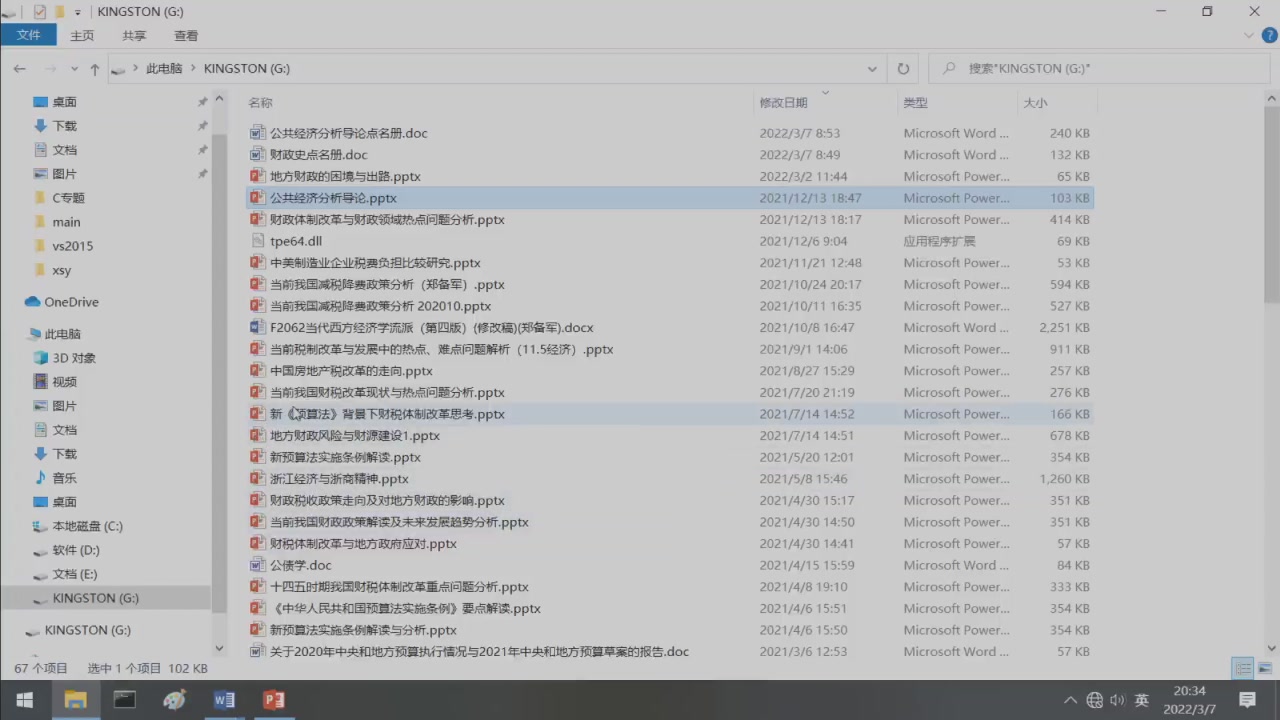 KINGSTON (G:)
文件 主页 共享 查看
此电脑 KINGSTON (G:) 搜索"KINGSTON (G:)"
桌面
下载
文档
图片
C专题
main
vs2015
xsy
OneDrive
此电脑
3D 对象
视频
图片
文档
下载
音乐
桌面
本地磁盘 (C:)
软件 (D:)
文档 (E:)
KINGSTON (G:)
KINGSTON (G:)
名称 修改日期 类型 大小
公共经济分析导论点名册.doc 2022/3/7 8:53 Microsoft Word ... 240 KB
财政史点名册.doc 2022/3/7 8:49 Microsoft Word ... 132 KB
地方财政的困境与出路.pptx 2022/3/2 11:44 Microsoft Power... 65 KB
公共经济分析导论.pptx 2021/12/13 18:47 Microsoft Power... 103 KB
财政体制改革与财政领域热点问题分析.pptx 2021/12/13 18:17 Microsoft Power... 414 KB
tpe64.dll 2021/12/6 9:04 应用程序扩展 69 KB
中美制造业企业税费负担比较研究.pptx 2021/11/21 12:48 Microsoft Power... 53 KB
当前我国减税降费政策分析（郑备军）.pptx 2021/10/24 20:17 Microsoft Power... 594 KB
当前我国减税降费政策分析 202010.pptx 2021/10/11 16:35 Microsoft Power... 527 KB
F2062当代西方经济学流派（第四版）(修改稿)(郑备军).docx 2021/10/8 16:47 Microsoft Word ... 2,251 KB
当前税制改革与发展中的热点、难点问题解析（11.5经济）.pptx 2021/9/1 14:06 Microsoft Power... 911 KB
中国房地产税改革的走向.pptx 2021/8/27 15:29 Microsoft Power... 257 KB
当前我国财税改革现状与热点问题分析.pptx 2021/7/20 21:19 Microsoft Power... 276 KB
新《预算法》背景下财税体制改革思考.pptx 2021/7/14 14:52 Microsoft Power... 166 KB
地方财政风险与财源建设1.pptx 2021/7/14 14:51 Microsoft Power... 678 KB
新预算法实施条例解读.pptx 2021/5/20 12:01 Microsoft Power... 354 KB
浙江经济与浙商精神.pptx 2021/5/8 15:46 Microsoft Power... 1,260 KB
财政税收政策走向及对地方财政的影响.pptx 2021/4/30 15:17 Microsoft Power... 351 KB
当前我国财政政策解读及未来发展趋势分析.pptx 2021/4/30 14:50 Microsoft Power... 351 KB
财税体制改革与地方政府应对.pptx 2021/4/30 14:41 Microsoft Power... 57 KB
公债学.doc 2021/4/15 15:59 Microsoft Word ... 84 KB
十四五时期我国财税体制改革重点问题分析.pptx 2021/4/8 19:10 Microsoft Power... 333 KB
《中华人民共和国预算法实施条例》要点解读.pptx 2021/4/6 15:51 Microsoft Power... 354 KB
新预算法实施条例解读与分析.pptx 2021/4/6 15:50 Microsoft Power... 354 KB
关于2020年中央和地方预算执行情况与2021年中央和地方预算草案的报告.doc 2021/3/6 12:53 Microsoft Word ... 57 KB
67 个项目 选中 1 个项目 102 KB
英 20:34
2022/3/7